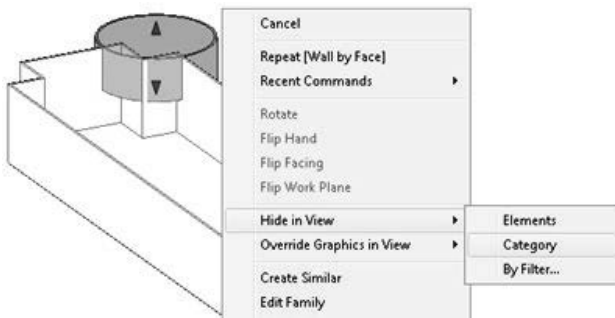 Cancel
Repeat [Wall by Face]
Recent Commands
Rotate
Flip Hand
Flip Facing
Flip Work Plane
Hide in View
Override Graphics in View
Create Similar
Edit Family
Elements
Category
By Filter...